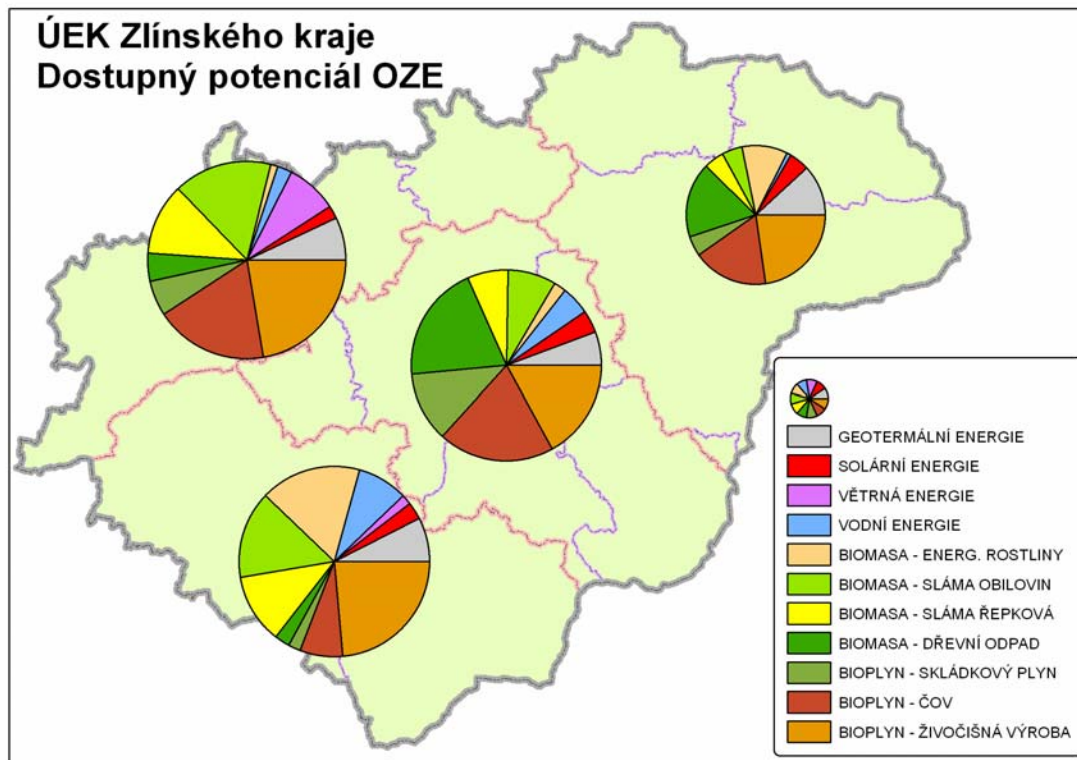 ÚEK Zlínského kraje
Dostupný potenciál OZE
GEOTERMÁLNÍ ENERGIE
SOLÁRNÍ ENERGIE
VĚTRNÁ ENERGIE
VODNÍ ENERGIE
BIOMASA - ENERG. ROSTLINY
BIOMASA - SLÁMA OBILOVIN
BIOMASA - SLÁMA ŘEPKOVÁ
BIOMASA - DŘEVNÍ ODPAD
BIOPLYN - SKLÁDKOVÝ PLYN
BIOPLYN - ČOV
BIOPLYN - ŽIVOČIŠNÁ VÝROBA